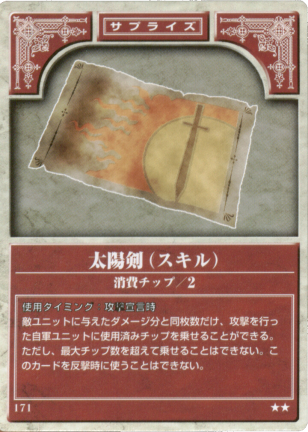 サプライズ
太陽剣(スキル)
消費チップ/2
使用タイミング 攻撃宣言時
敵ユニットに与えたダメージ分と同枚数だけ、攻撃を行っ
た自軍ユニットに使用済みチップを乗せることができる。
ただし、最大チップ数を超えて乗せることはできない。こ
のカードを反撃時に使うことはできない。
171 ★★